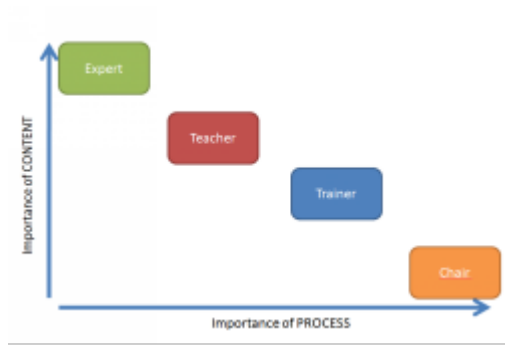 Expert
Teacher
Trainer
Chair
Importance of CONTENT
Importance of PROCESS